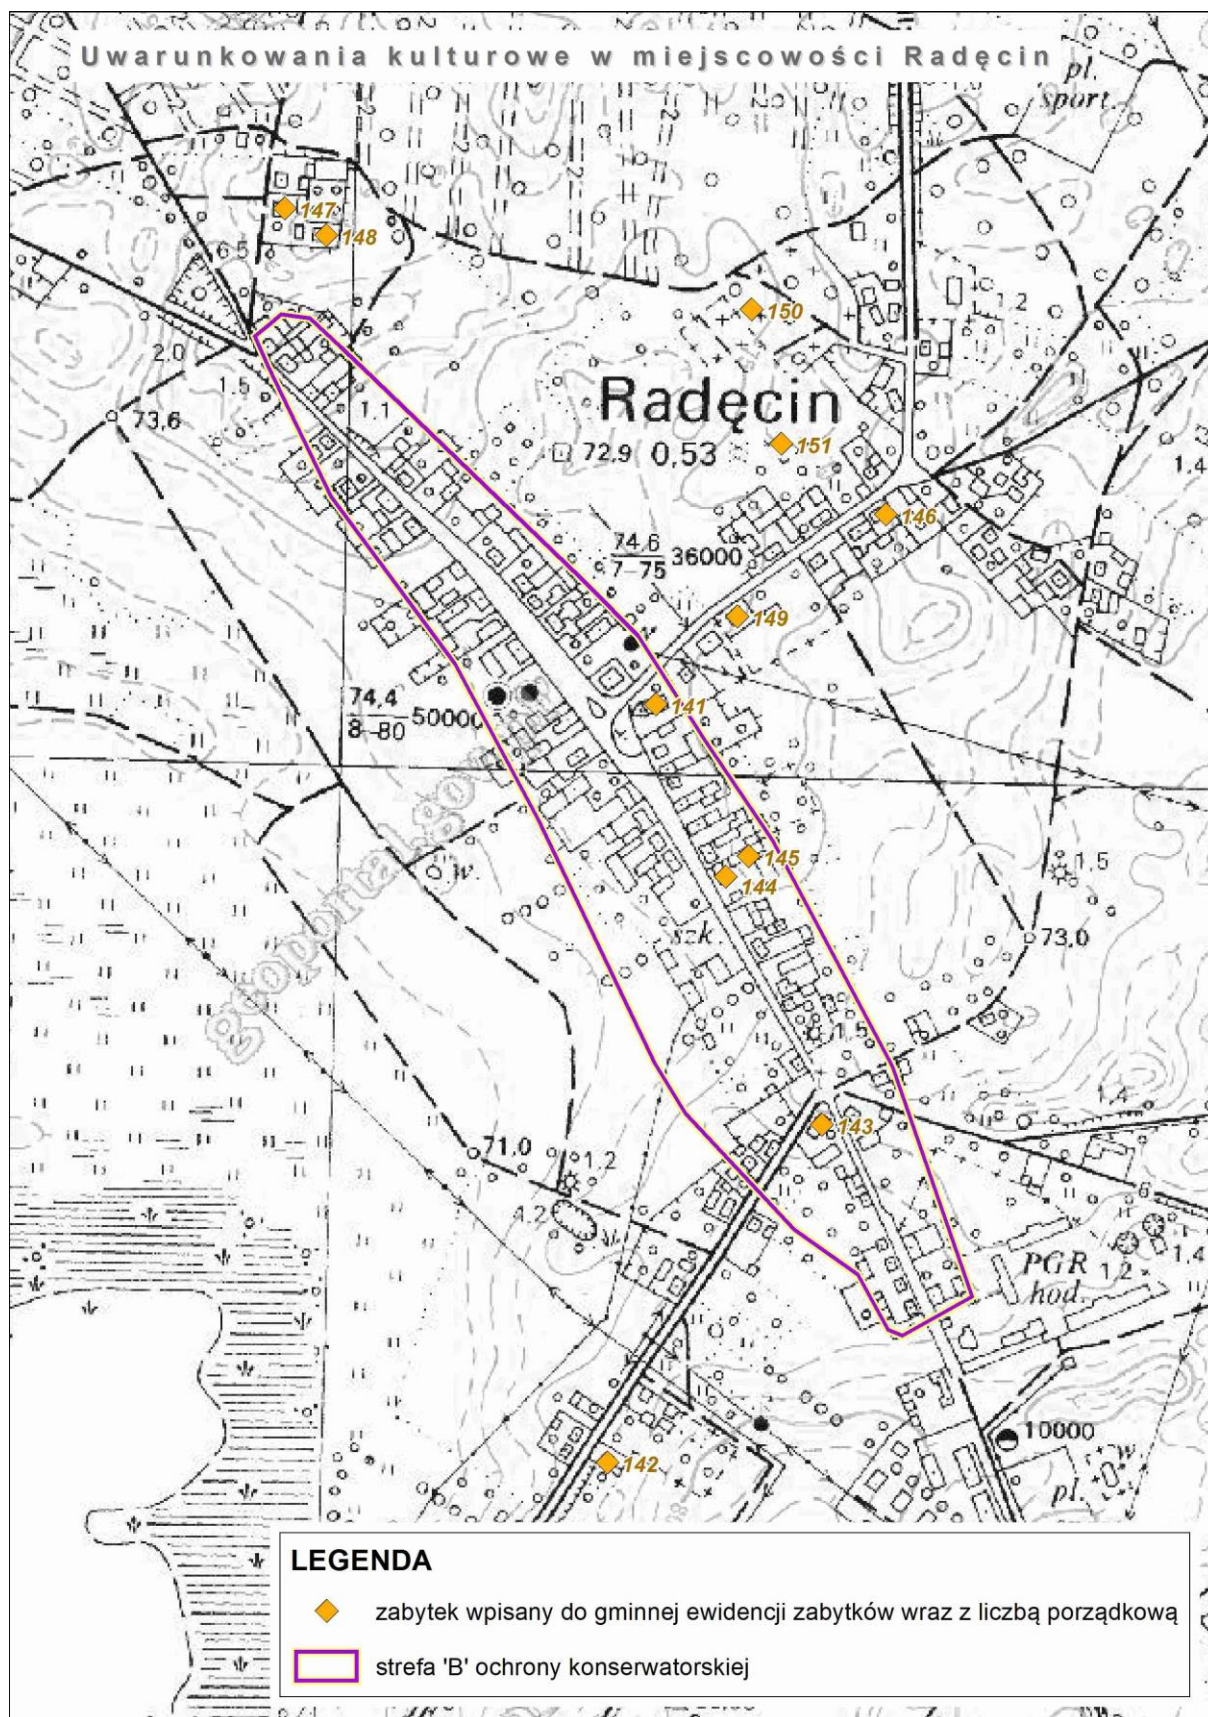 Uwarunkowania kulturowe w miejscowości Radęcin
pl.
sport.
147
148
6.5
150
1.2
2.0
1.5
1.1
73,6
Radęcin
72.9 0,53
151
1,4
146
74.6
7-75
36000
149
74,4
8-80
50000
141
geoportal.gov
w.
145
144
1,5
szk.
73,0
1,5
143
1,4
71,0
1,2
4.2
w.
6
1,4
PGR
hod.
1,2
10000
142
w.
pl.
LEGENDA
zabytek wpisany do gminnej ewidencji zabytków wraz z liczbą porządkową
strefa 'B' ochrony konserwatorskiej